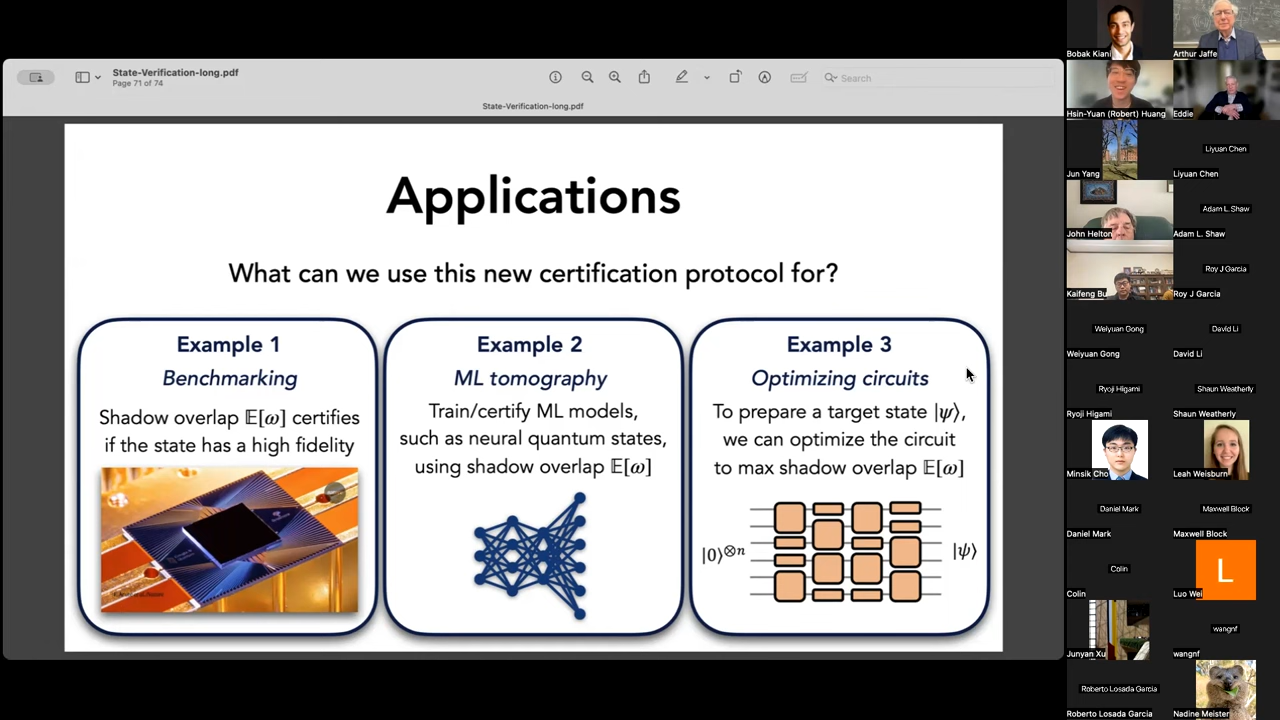 State-Verification-long.pdf
Page 71 of 74
Search
State-Verification-long.pdf
Applications
What can we use this new certification protocol for?
Example 1
Benchmarking
Shadow overlap 𝔼[ω] certifies
if the state has a high fidelity
Example 2
ML tomography
Train/certify ML models,
such as neural quantum states,
using shadow overlap 𝔼[ω]
Example 3
Optimizing circuits
To prepare a target state |ψ⟩,
we can optimize the circuit
to max shadow overlap 𝔼[ω]
|0⟩⊗n
|ψ⟩
Bobak Kiani
Arthur Jaffe
Hsin-Yuan (Robert) Huang
Eddie
Jun Yang
Liyuan Chen
Liyuan Chen
John Helton
Adam L. Shaw
Adam L. Shaw
Kaifeng Bu
Roy J Garcia
Roy J Garcia
Weiyuan Gong
Weiyuan Gong
David Li
David Li
Ryoji Higami
Ryoji Higami
Shaun Weatherly
Shaun Weatherly
Minsik Cho
Leah Weisburn
Daniel Mark
Daniel Mark
Maxwell Block
Maxwell Block
Colin
Colin
L
Luo Wei
Junyan Xu
wangnf
wangnf
Roberto Losada Garcia
Roberto Losada Garcia
Nadine Meister